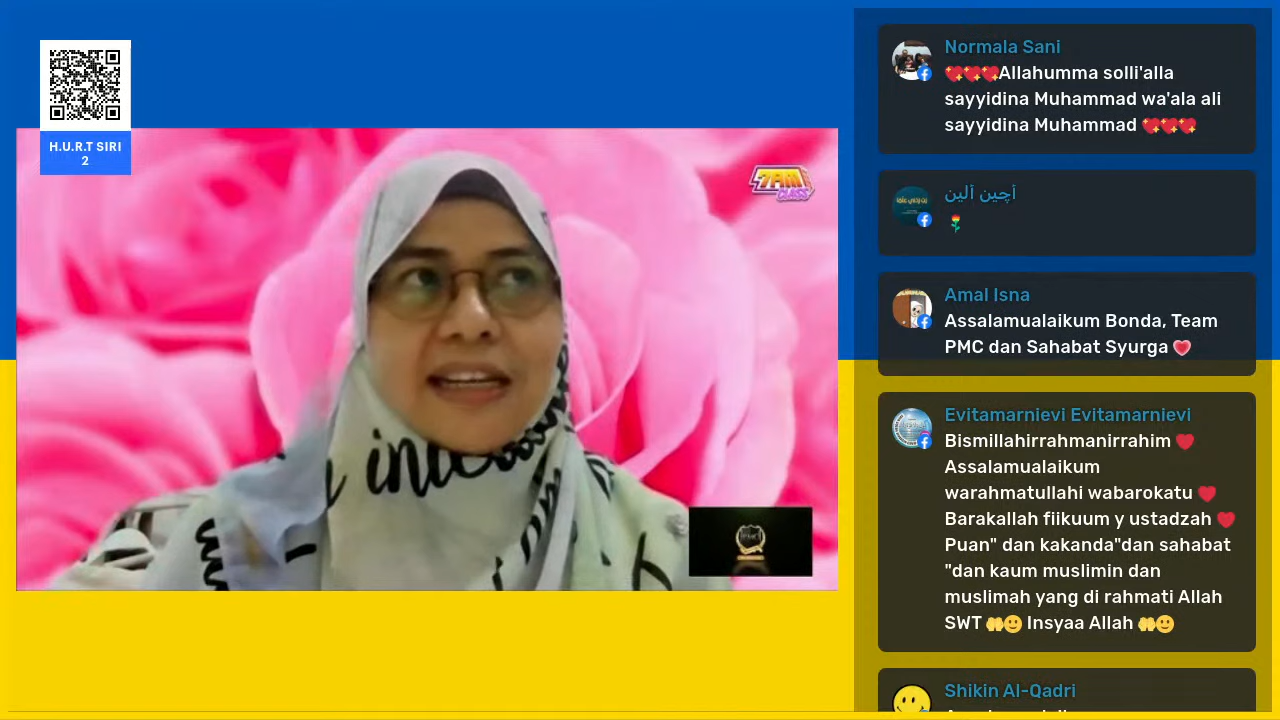 H.U.R.T SIRI
2
7AM
CLASS
Normala Sani
💖💖💖Allahumma solli'alla
sayyidina Muhammad wa'ala ali
sayyidina Muhammad 💖💖💖
اچين الين
🌹
Amal Isna
Assalamualaikum Bonda, Team
PMC dan Sahabat Syurga 💗
Evitamarnievi Evitamarnievi
Bismillahirrahmanirrahim ❤️
Assalamualaikum
warahmatullahi wabarokatu ❤️
Barakallah fiikuum y ustadzah ❤️
Puan" dan kakanda"dan sahabat
"dan kaum muslimin dan
muslimah yang di rahmati Allah
SWT 🤲🙂 Insyaa Allah 🤲🙂
Shikin Al-Qadri